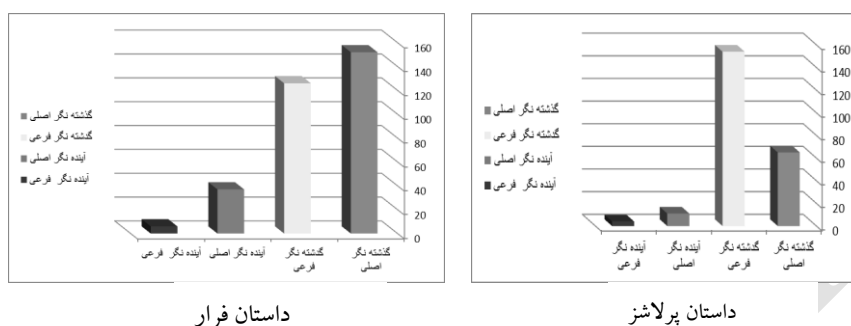 گذشته نگر اصلی
گذشته نگر فرعی
آینده نگر اصلی
آینده نگر فرعی
160
140
120
100
80
60
40
20
0
گذشته نگر اصلی
گذشته نگر فرعی
آینده نگر اصلی
آینده نگر فرعی
داستان پرلاشز
گذشته نگر اصلی
گذشته نگر فرعی
آینده نگر اصلی
آینده نگر فرعی
160
140
120
100
80
60
40
20
0
گذشته نگر اصلی
گذشته نگر فرعی
آینده نگر اصلی
آینده نگر فرعی
داستان فرار